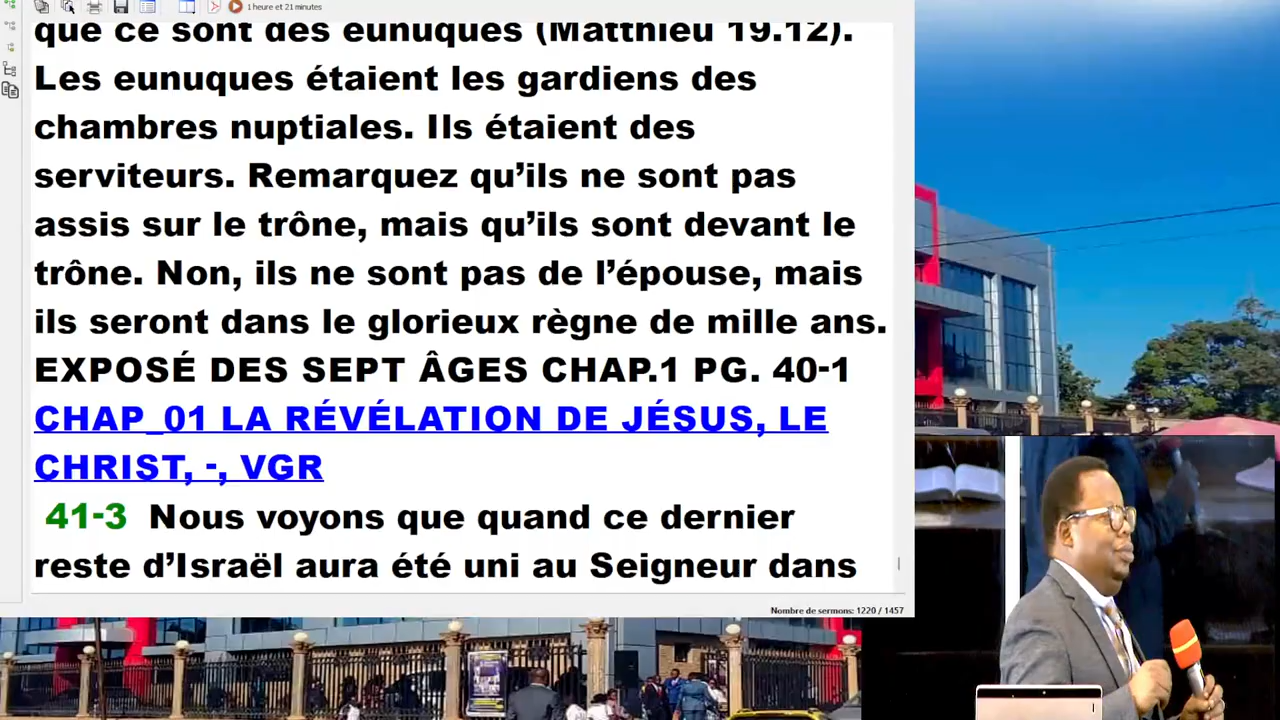 1 heure et 21 minutes
que ce sont des eunuques (Matthieu 19.12).
Les eunuques étaient les gardiens des
chambres nuptiales. Ils étaient des
serviteurs. Remarquez qu’ils ne sont pas
assis sur le trône, mais qu’ils sont devant le
trône. Non, ils ne sont pas de l’épouse, mais
ils seront dans le glorieux règne de mille ans.
EXPOSÉ DES SEPT ÂGES CHAP.1 PG. 40-1
CHAP_01 LA RÉVÉLATION DE JÉSUS, LE
CHRIST, -, VGR
41-3 Nous voyons que quand ce dernier
reste d’Israël aura été uni au Seigneur dans
Nombre de sermons: 1220 / 1457